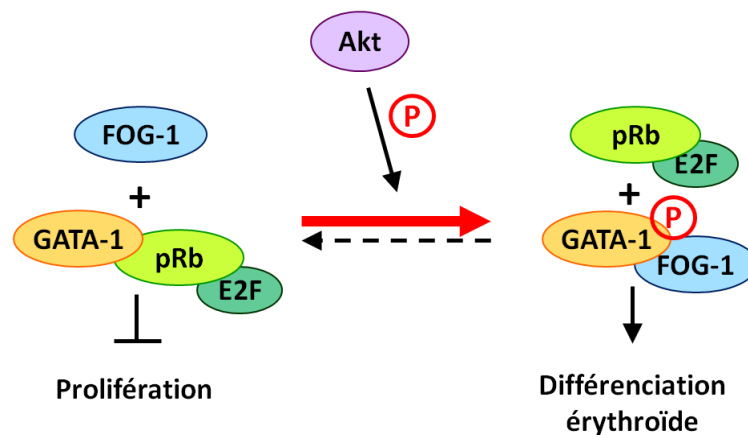 Akt
P
FOG-1
+
GATA-1
pRb
E2F
Prolifération
pRb
E2F
+
P
GATA-1
FOG-1
Différenciation
érythroïde